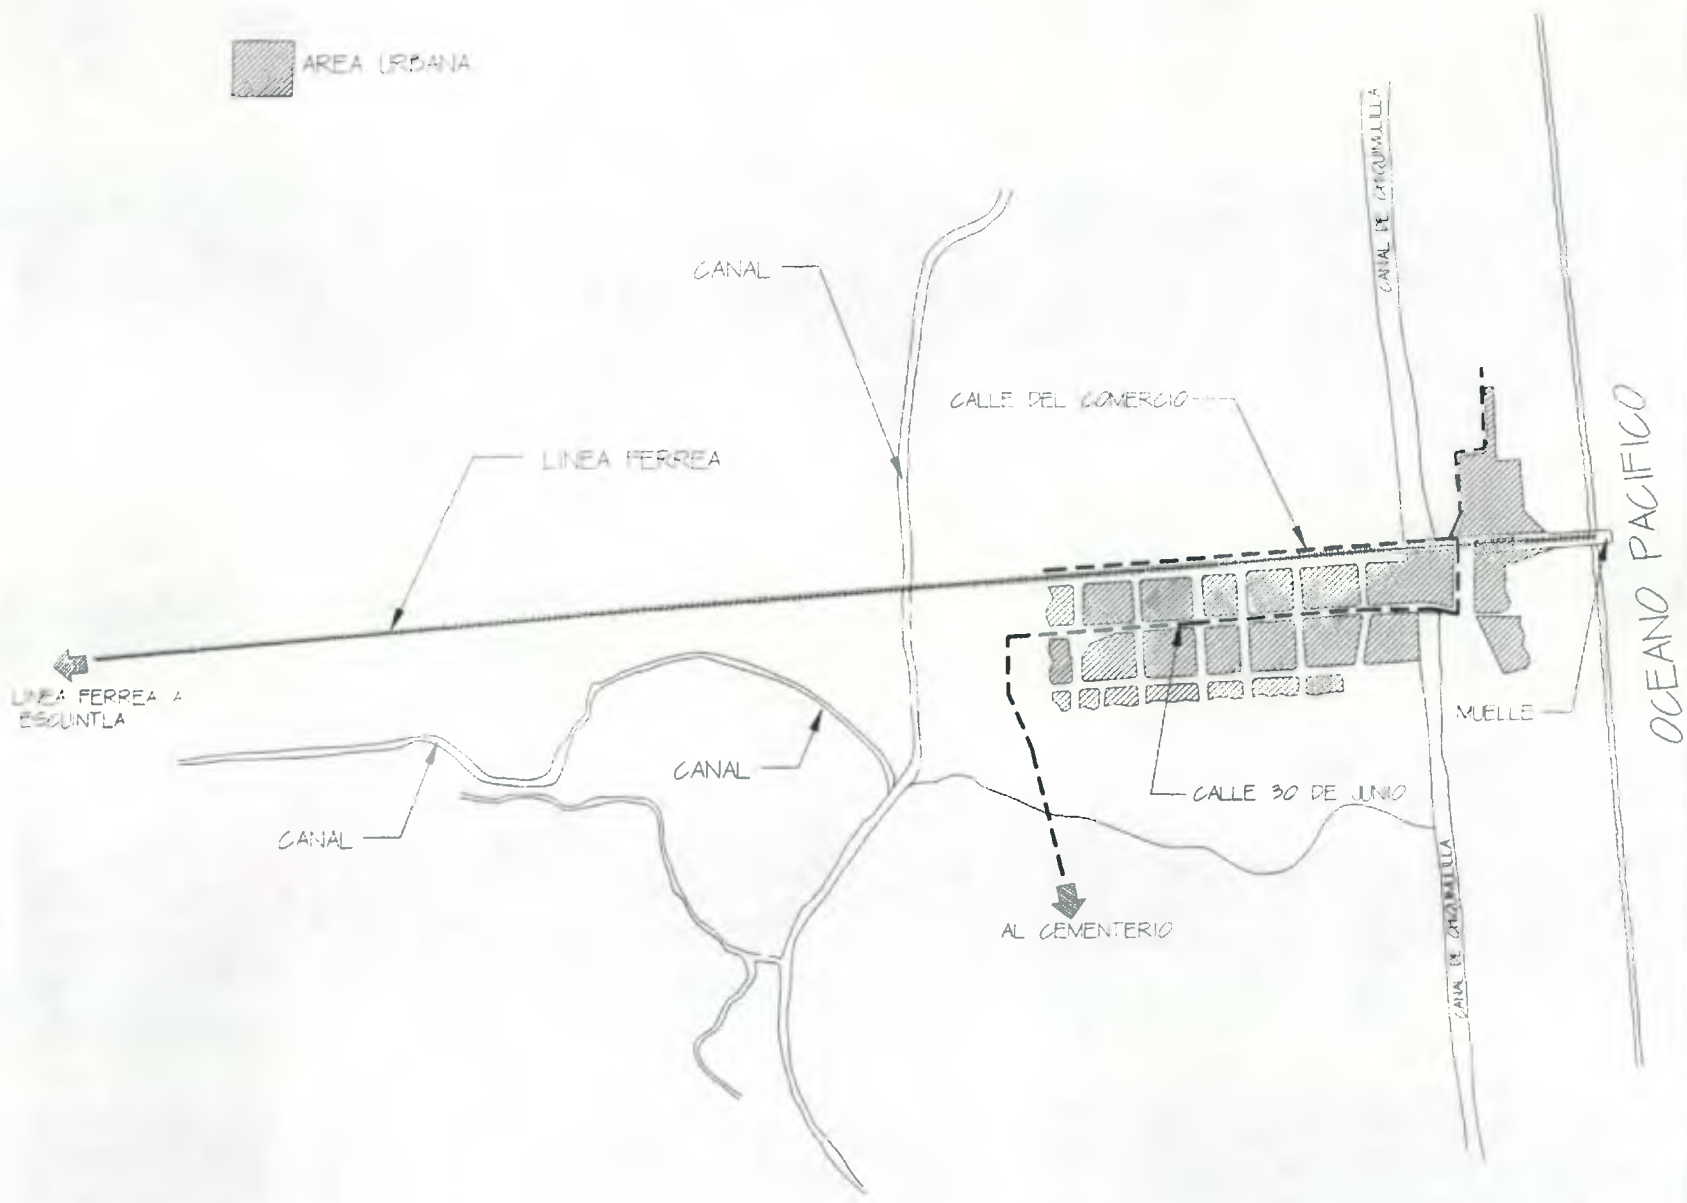 AREA URBANA
CANAL DE CHIQUIMULILLA
CANAL
CALLE DEL COMERCIO
LINEA FERREA
OCEANO PACIFICO
LINEA FERREA A
ESCUINTLA
MUELLE
CANAL
CALLE 30 DE JUNIO
CANAL
AL CEMENTERIO
CANAL DE CHIQUIMULILLA